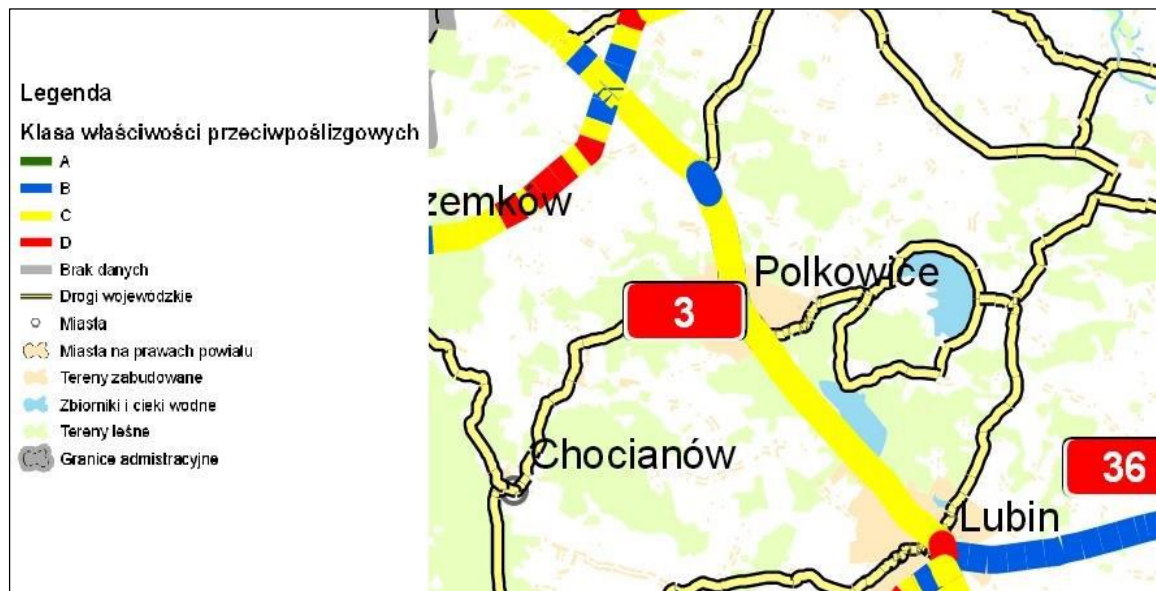 Legenda
Klasa właściwości przeciwpoślizgowych
A
B
C
D
Brak danych
Drogi wojewódzkie
Miasta
Miasta na prawach powiatu
Tereny zabudowane
Zbiorniki i cieki wodne
Tereny leśne
Granice admistracyjne
zemków
Polkowice
3
Chocianów
36
Lubin